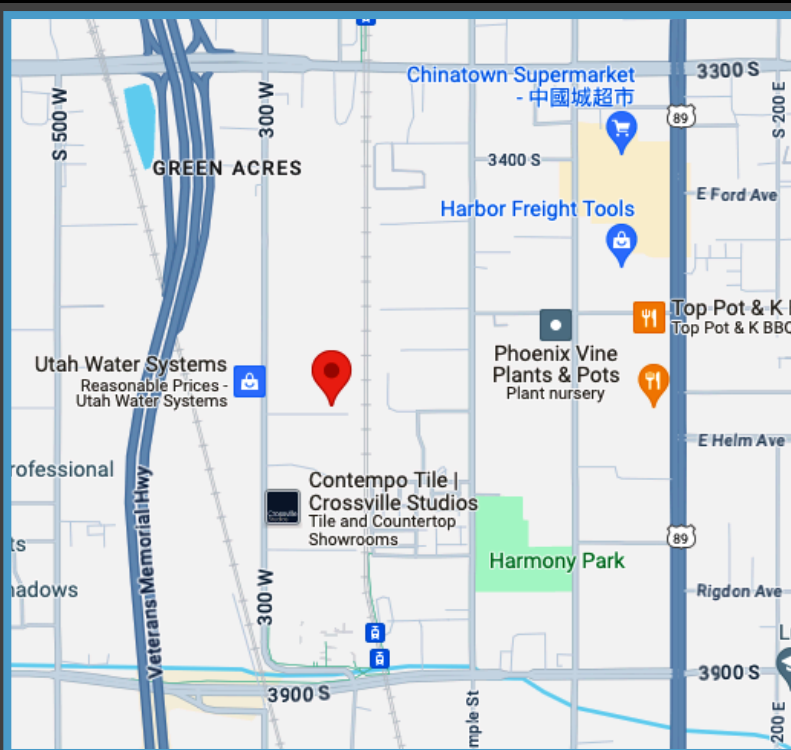 Chinatown Supermarket
- 中國城超市
3300 S
S 500 W
300 W
89
S 200 E
3400 S
GREEN ACRES
E Ford Ave
Harbor Freight Tools
Top Pot & K
Top Pot & K BBQ
Phoenix Vine
Plants & Pots
Plant nursery
Utah Water Systems
Reasonable Prices -
Utah Water Systems
E Helm Ave
rofessional
Contempo Tile |
Crossville Studios
Tile and Countertop
Showrooms
Crossville
Veterans Memorial Hwy
89
ts
Harmony Park
adows
300 W
Rigdon Ave
3900 S
3900 S
mple St
200 E